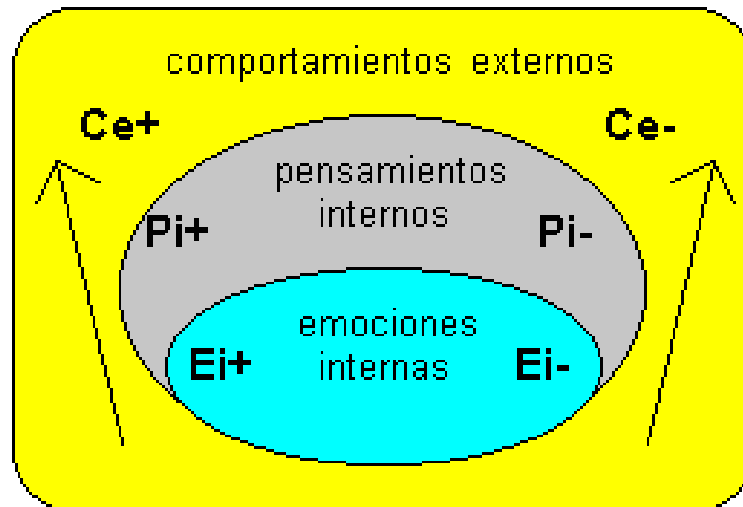 comportamientos externos
Ce+ Ce-
pensamientos
internos
Pi+ Pi-
emociones
Ei+ internas Ei-